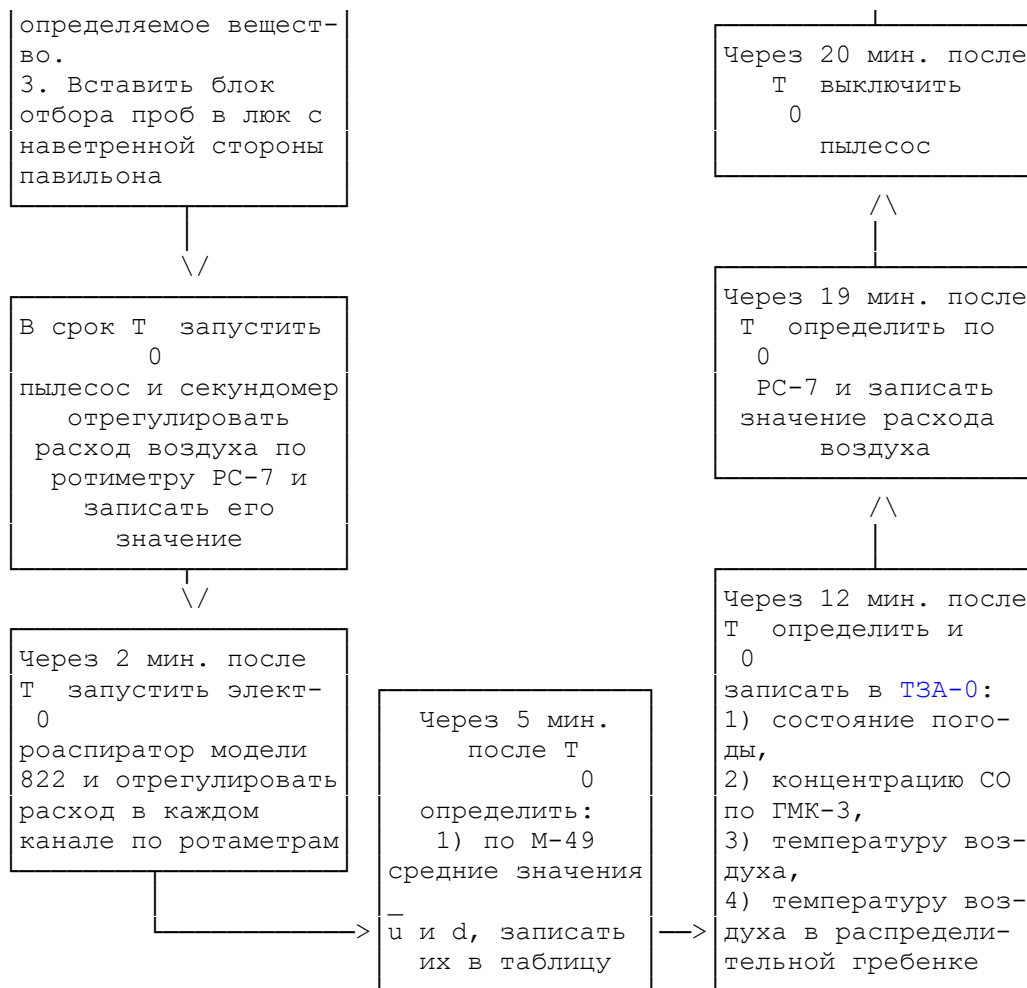 определяемое вещест-
во.
3. Вставить блок
отбора проб в люк с
наветренной стороны
павильона
\/
В срок Т запустить
0
пылесос и секундомер
отрегулировать
расход воздуха по
ротиметру РС-7 и
записать его
значение
\/
Через 2 мин. после
Т запустить элект-
0
роаспиратор модели
822 и отрегулировать
расход в каждом
канале по ротаметрам
Через 5 мин.
после Т
0
определить:
1) по М-49
средние значения
_
u и d, записать
их в таблицу
Через 12 мин. после
Т определить и
0
записать в ТЗА-0:
1) состояние пого-
ды,
2) концентрацию СО
по ГМК-3,
3) температуру воз-
духа,
4) температуру воз-
духа в распредели-
тельной гребенке
/\
Через 19 мин. после
Т определить по
0
РС-7 и записать
значение расхода
воздуха
/\
Через 20 мин. после
Т выключить
0
пылесос